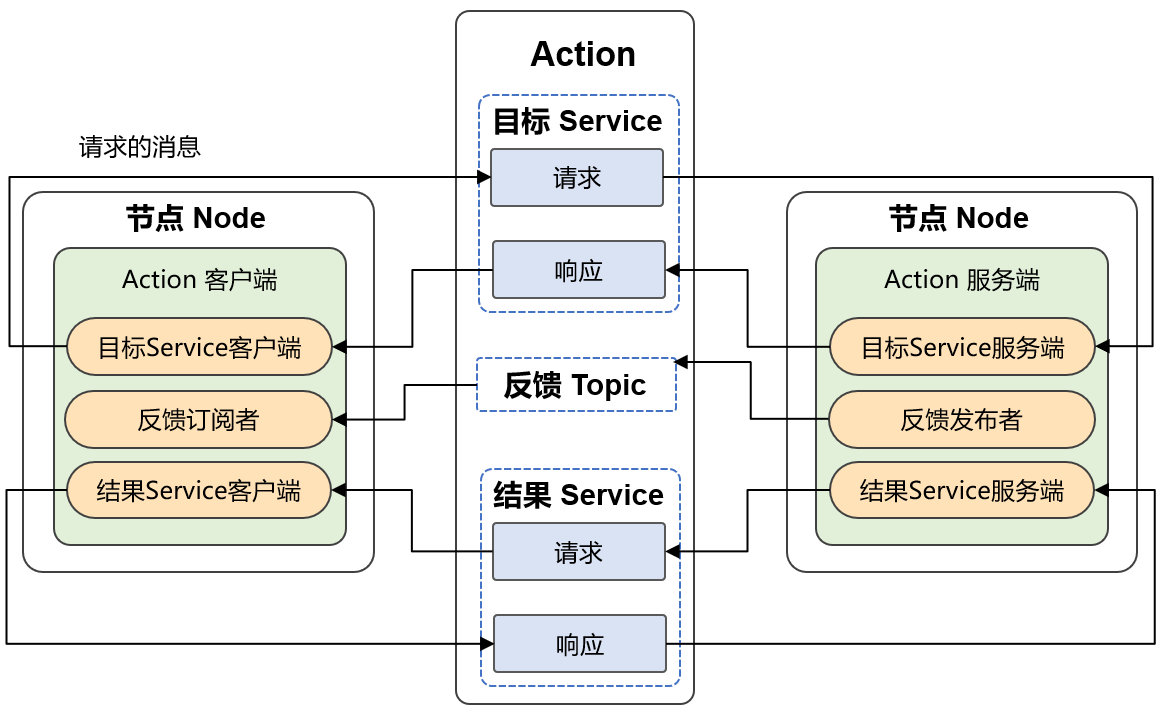 Action
目标 Service
请求
响应
反馈 Topic
结果 Service
请求
响应
请求的消息
节点 Node
Action 客户端
目标Service客户端
反馈订阅者
结果Service客户端
节点 Node
Action 服务端
目标Service服务端
反馈发布者
结果Service服务端